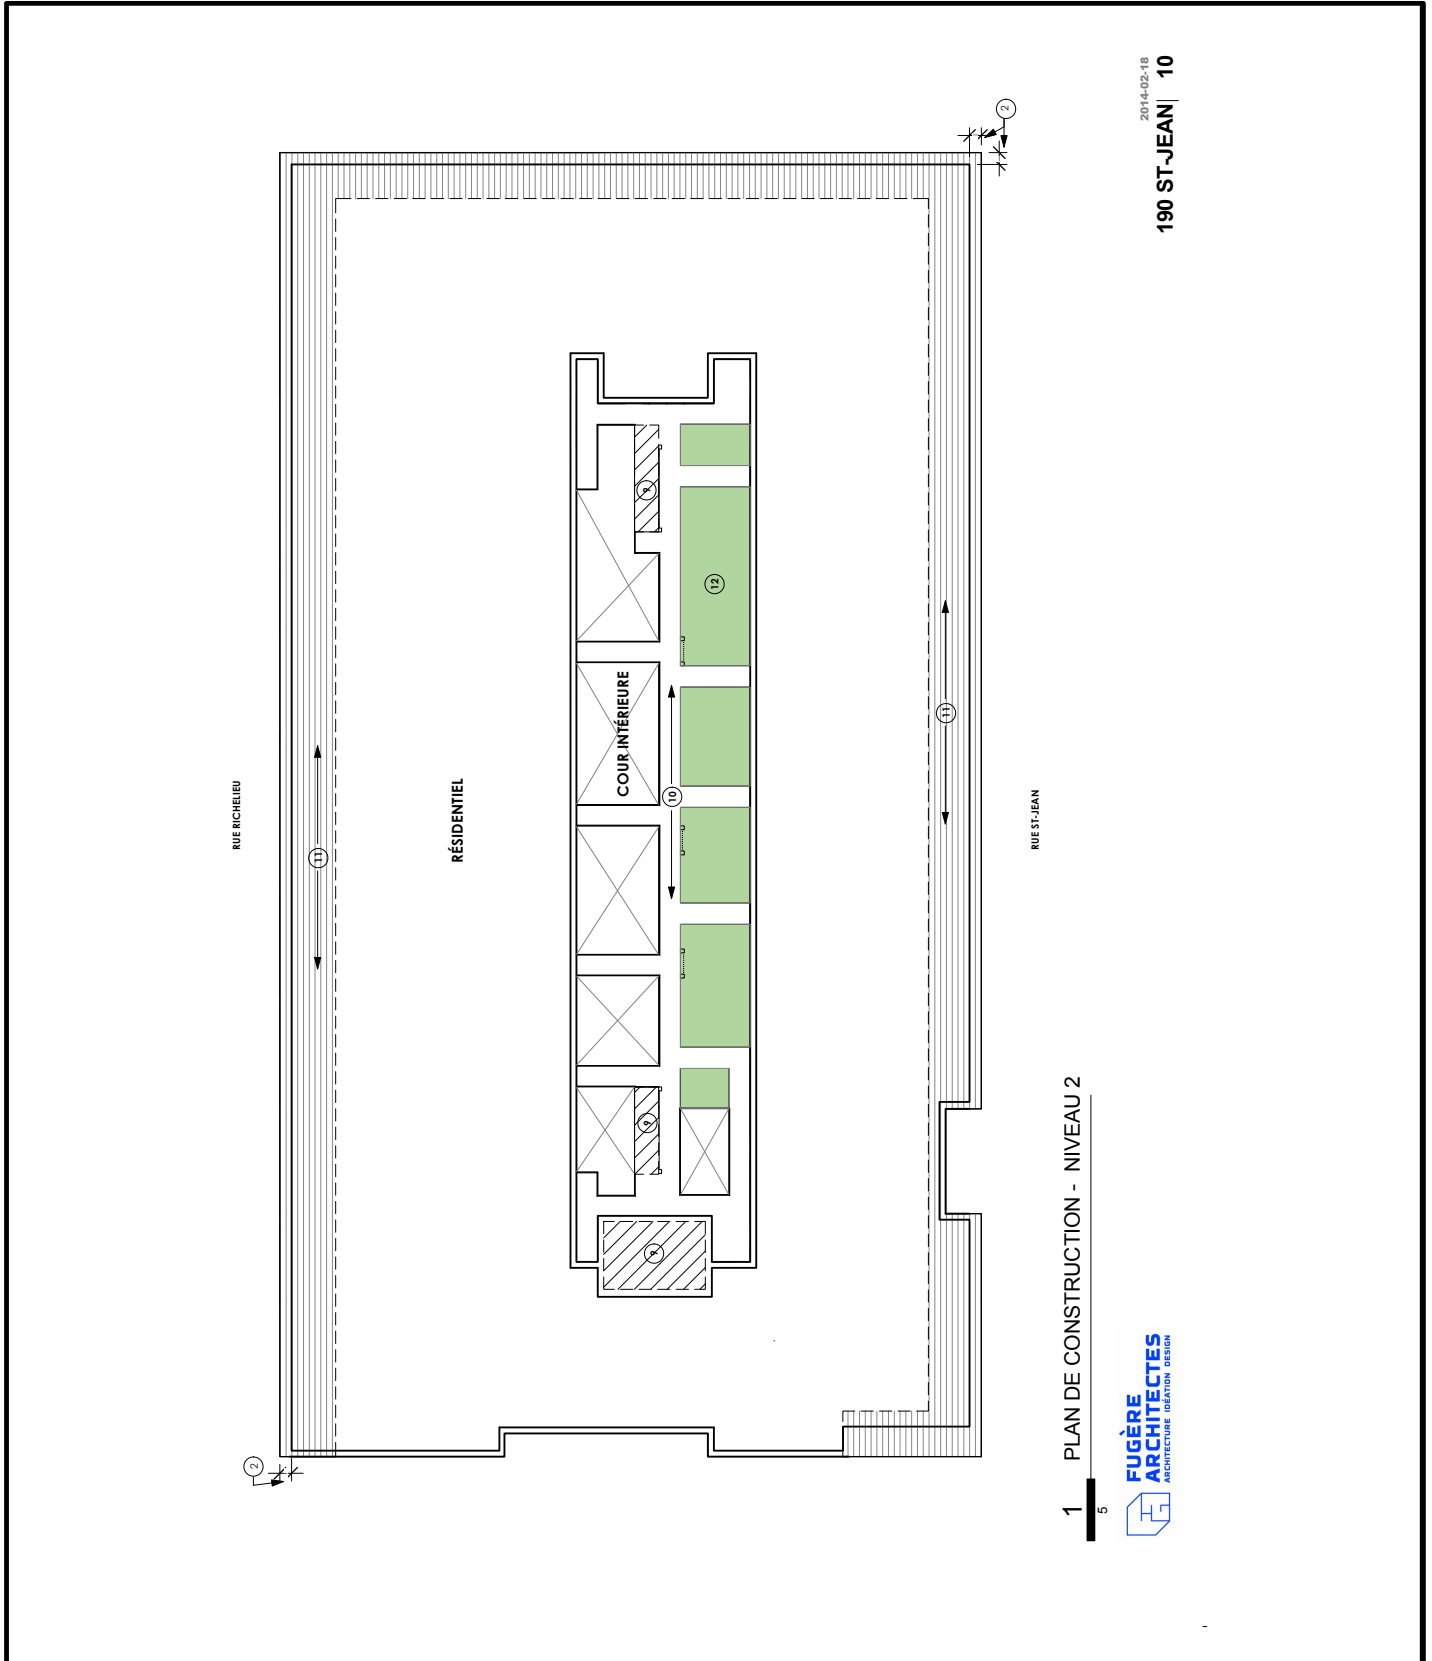 RUE RICHELIEU
2
11
RÉSIDENTIEL
COUR INTÉRIEURE
9
9
9
10
12
11
2
RUE ST-JEAN
1 PLAN DE CONSTRUCTION - NIVEAU 2
5
FUGÈRE
ARCHITECTES
ARCHITECTURE IDÉATION DESIGN
2014-02-18
190 ST-JEAN| 10